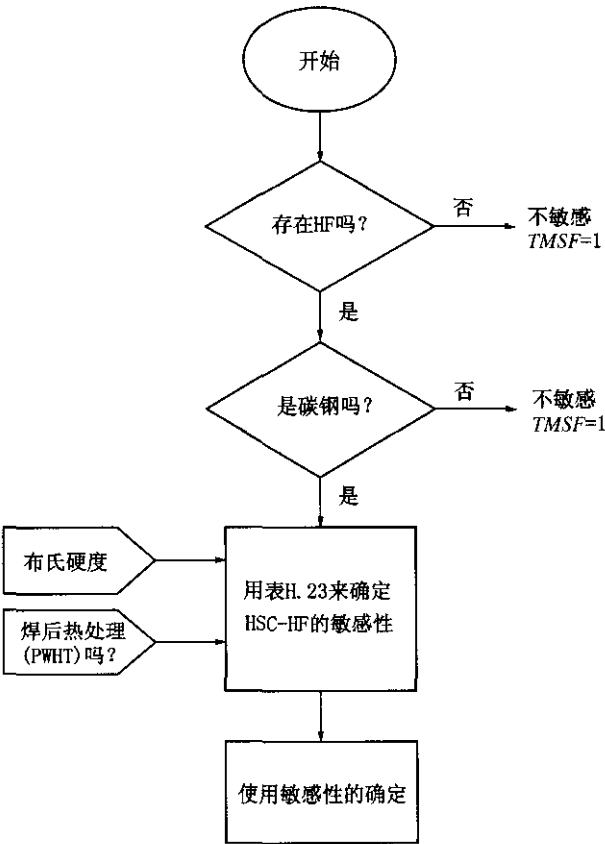 开始
存在HF吗?
否
不敏感
TMSF=1
是
是碳钢吗?
否
不敏感
TMSF=1
是
布氏硬度
焊后热处理
(PWHT)吗?
用表H.23来确定
HSC-HF的敏感性
使用敏感性的确定